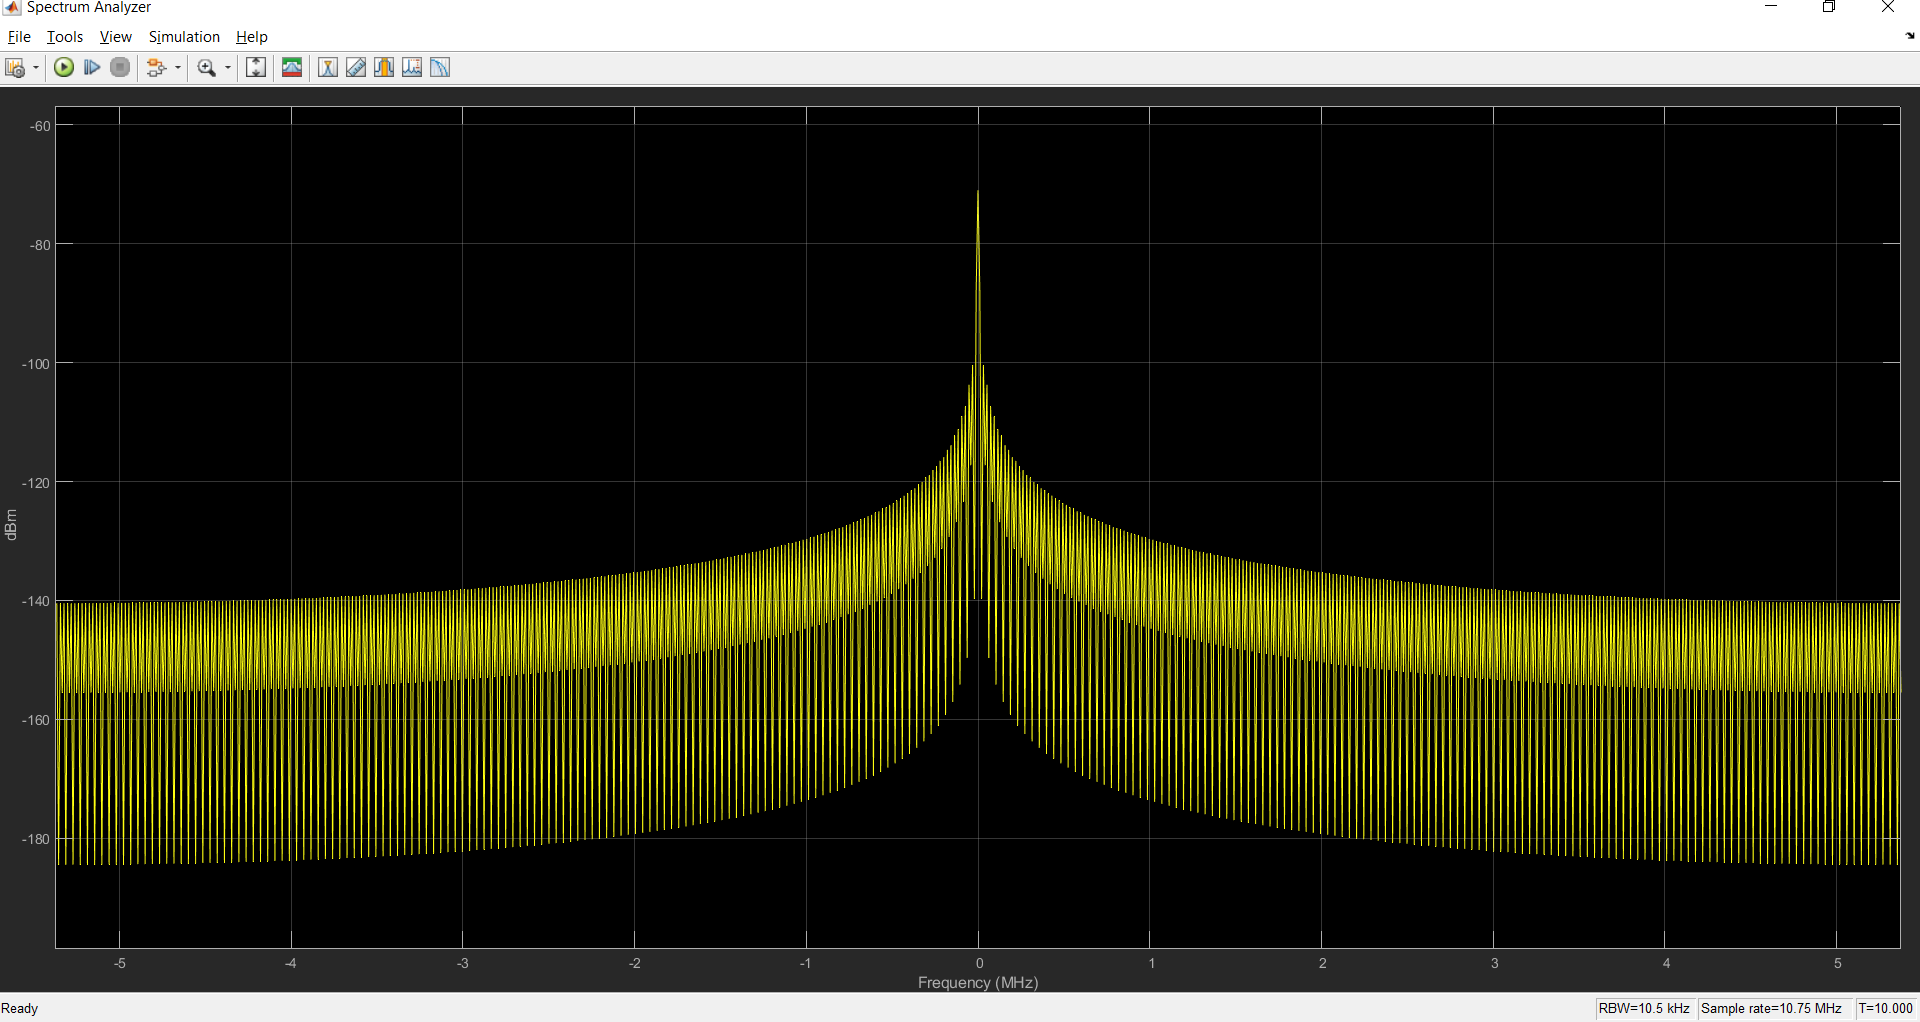 Spectrum Analyzer
File Tools View Simulation Help
-60
-80
-100
-120
-140
-160
-180
dBm
-5 -4 -3 -2 -1 0 1 2 3 4 5
Frequency (MHz)
Ready RBW=10.5 kHz Sample rate=10.75 MHz T=10.000